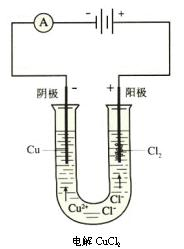 A - +
阴极 - + 阳极
Cu Cl₂
Cu²⁺ Cl⁻
Cl⁻
电解 CuCl₂